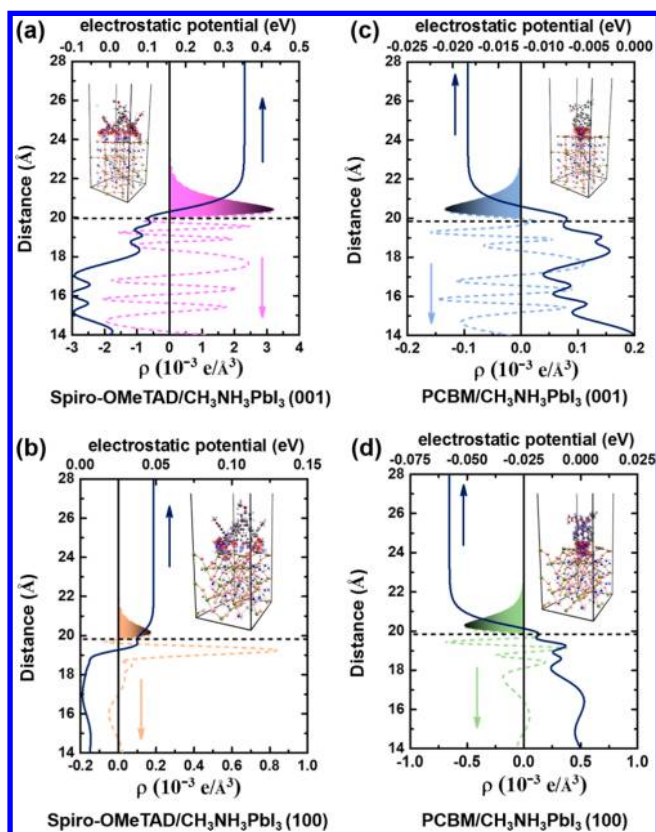 (a)
electrostatic potential (eV)
-0.1 0.0 0.1 0.2 0.3 0.4 0.5
28
26
24
22
20
18
16
14
Distance (Å)
-3 -2 -1 0 1 2 3 4
ρ (10⁻³ e/Å³)
Spiro-OMeTAD/CH₃NH₃PbI₃ (001)
(c)
electrostatic potential (eV)
-0.025 -0.020 -0.015 -0.010 -0.005 0.000
28
26
24
22
20
18
16
14
Distance (Å)
-0.2 -0.1 0.0 0.1 0.2
ρ (10⁻³ e/Å³)
PCBM/CH₃NH₃PbI₃ (001)
(b)
electrostatic potential (eV)
0.00 0.05 0.10 0.15
28
26
24
22
20
18
16
14
Distance (Å)
-0.2 0.0 0.2 0.4 0.6 0.8 1.0
ρ (10⁻³ e/Å³)
Spiro-OMeTAD/CH₃NH₃PbI₃ (100)
(d)
electrostatic potential (eV)
-0.075 -0.050 -0.025 0.000 0.025
28
26
24
22
20
18
16
14
Distance (Å)
-1.0 -0.5 0.0 0.5 1.0
ρ (10⁻³ e/Å³)
PCBM/CH₃NH₃PbI₃ (100)